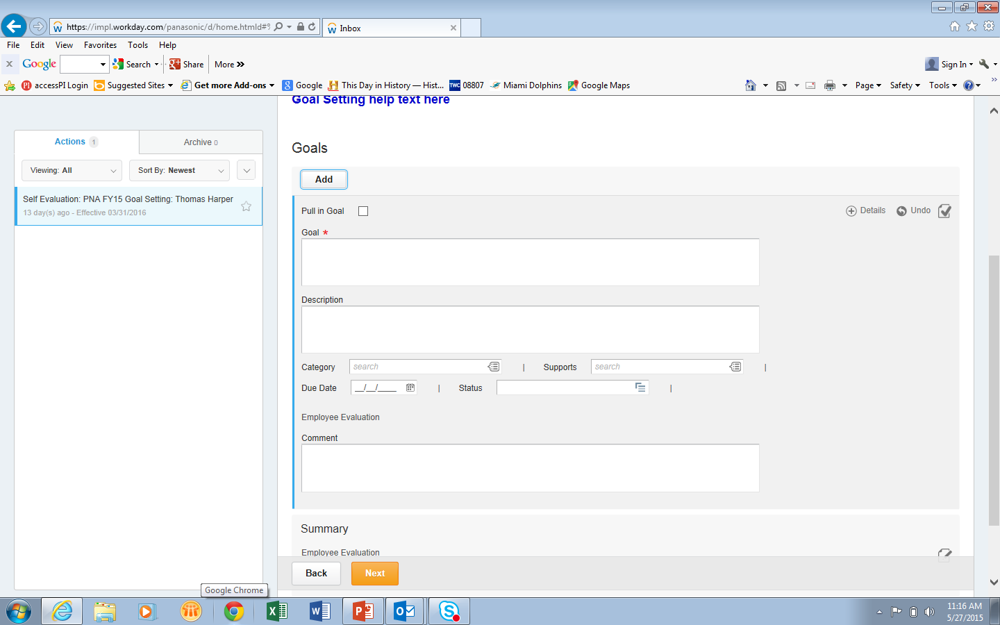 https://impl.workday.com/panasonic/d/home.htmld#
Inbox
File Edit View Favorites Tools Help
x Google Search Share More »
Sign In
accessPI Login Suggested Sites Get more Add-ons Google This Day in History — Hist... TWC 08807 Miami Dolphins Google Maps
Page Safety Tools
Goal Setting help text here
Actions 1
Archive 0
Viewing: All
Sort By: Newest
Self Evaluation: PNA FY15 Goal Setting: Thomas Harper
13 day(s) ago - Effective 03/31/2016
Goals
Add
Pull in Goal
Details Undo
Goal *
Description
Category search | Supports search |
Due Date __/__/____ | Status |
Employee Evaluation
Comment
Summary
Employee Evaluation
Back Next
Google Chrome
11:16 AM
5/27/2015